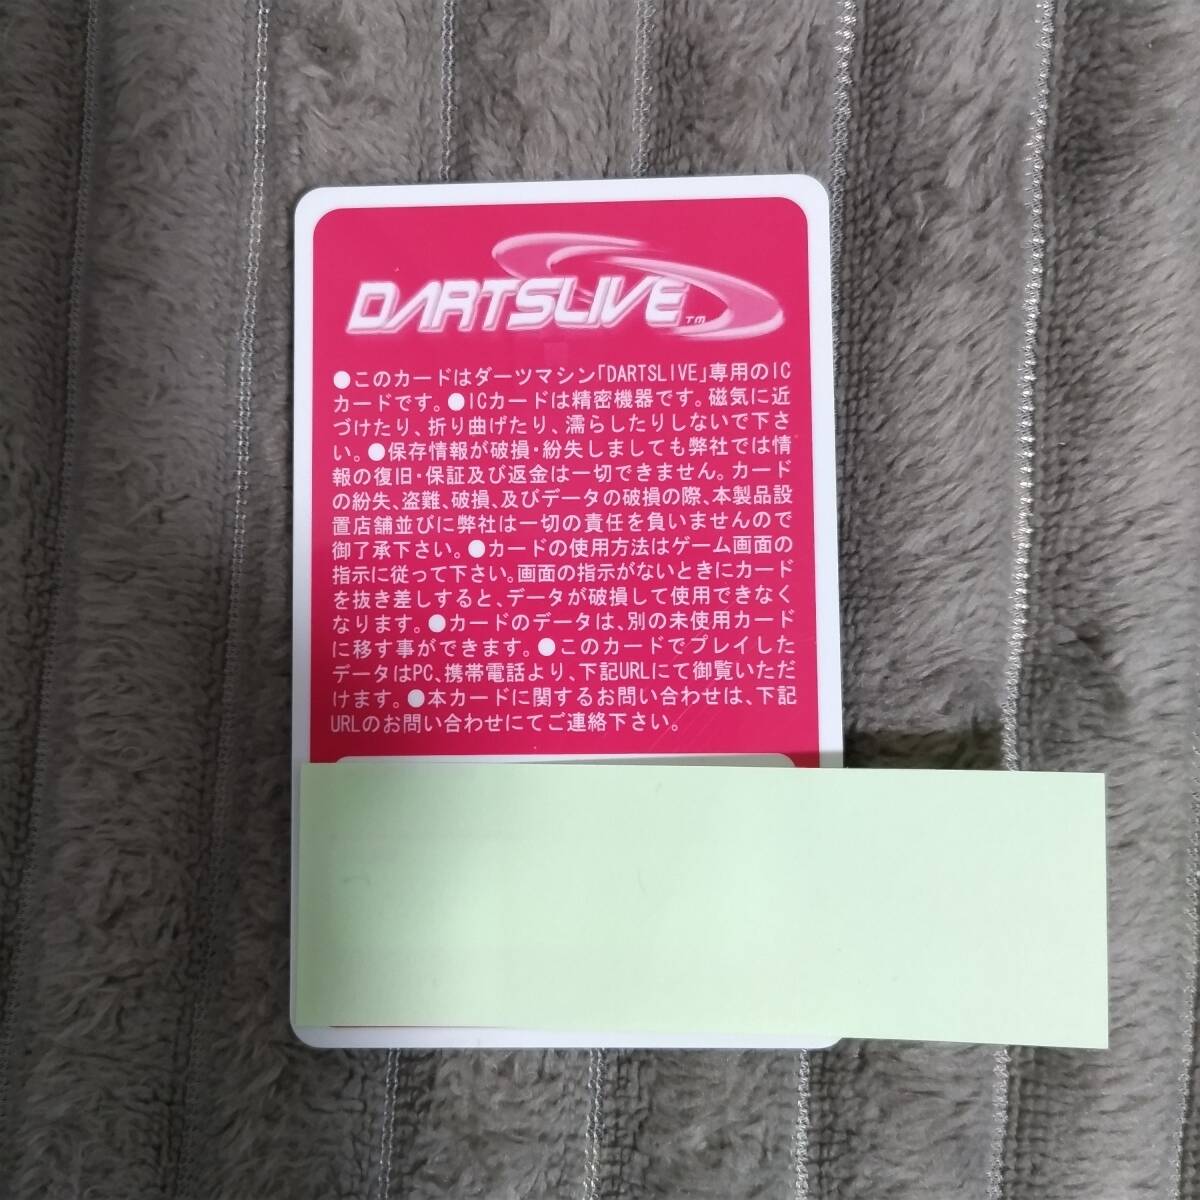 DARTSLIVE TM
●このカードはダーツマシン「DARTSLIVE」専用のIC
カードです。●ICカードは精密機器です。磁気に近
づけたり、折り曲げたり、濡らしたりしないで下さ
い。●保存情報が破損・紛失しましても弊社では情
報の復旧・保証及び返金は一切できません。カード
の紛失、盗難、破損、及びデータの破損の際、本製品設
置店舗並びに弊社は一切の責任を負いませんので
御了承下さい。●カードの使用方法はゲーム画面の
指示に従って下さい。画面の指示がないときにカード
を抜き差しすると、データが破損して使用できなく
なります。●カードのデータは、別の未使用カード
に移す事ができます。●このカードでプレイした
データはPC、携帯電話より、下記URLにて御覧いただ
けます。●本カードに関するお問い合わせは、下記
URLのお問い合わせにてご連絡下さい。